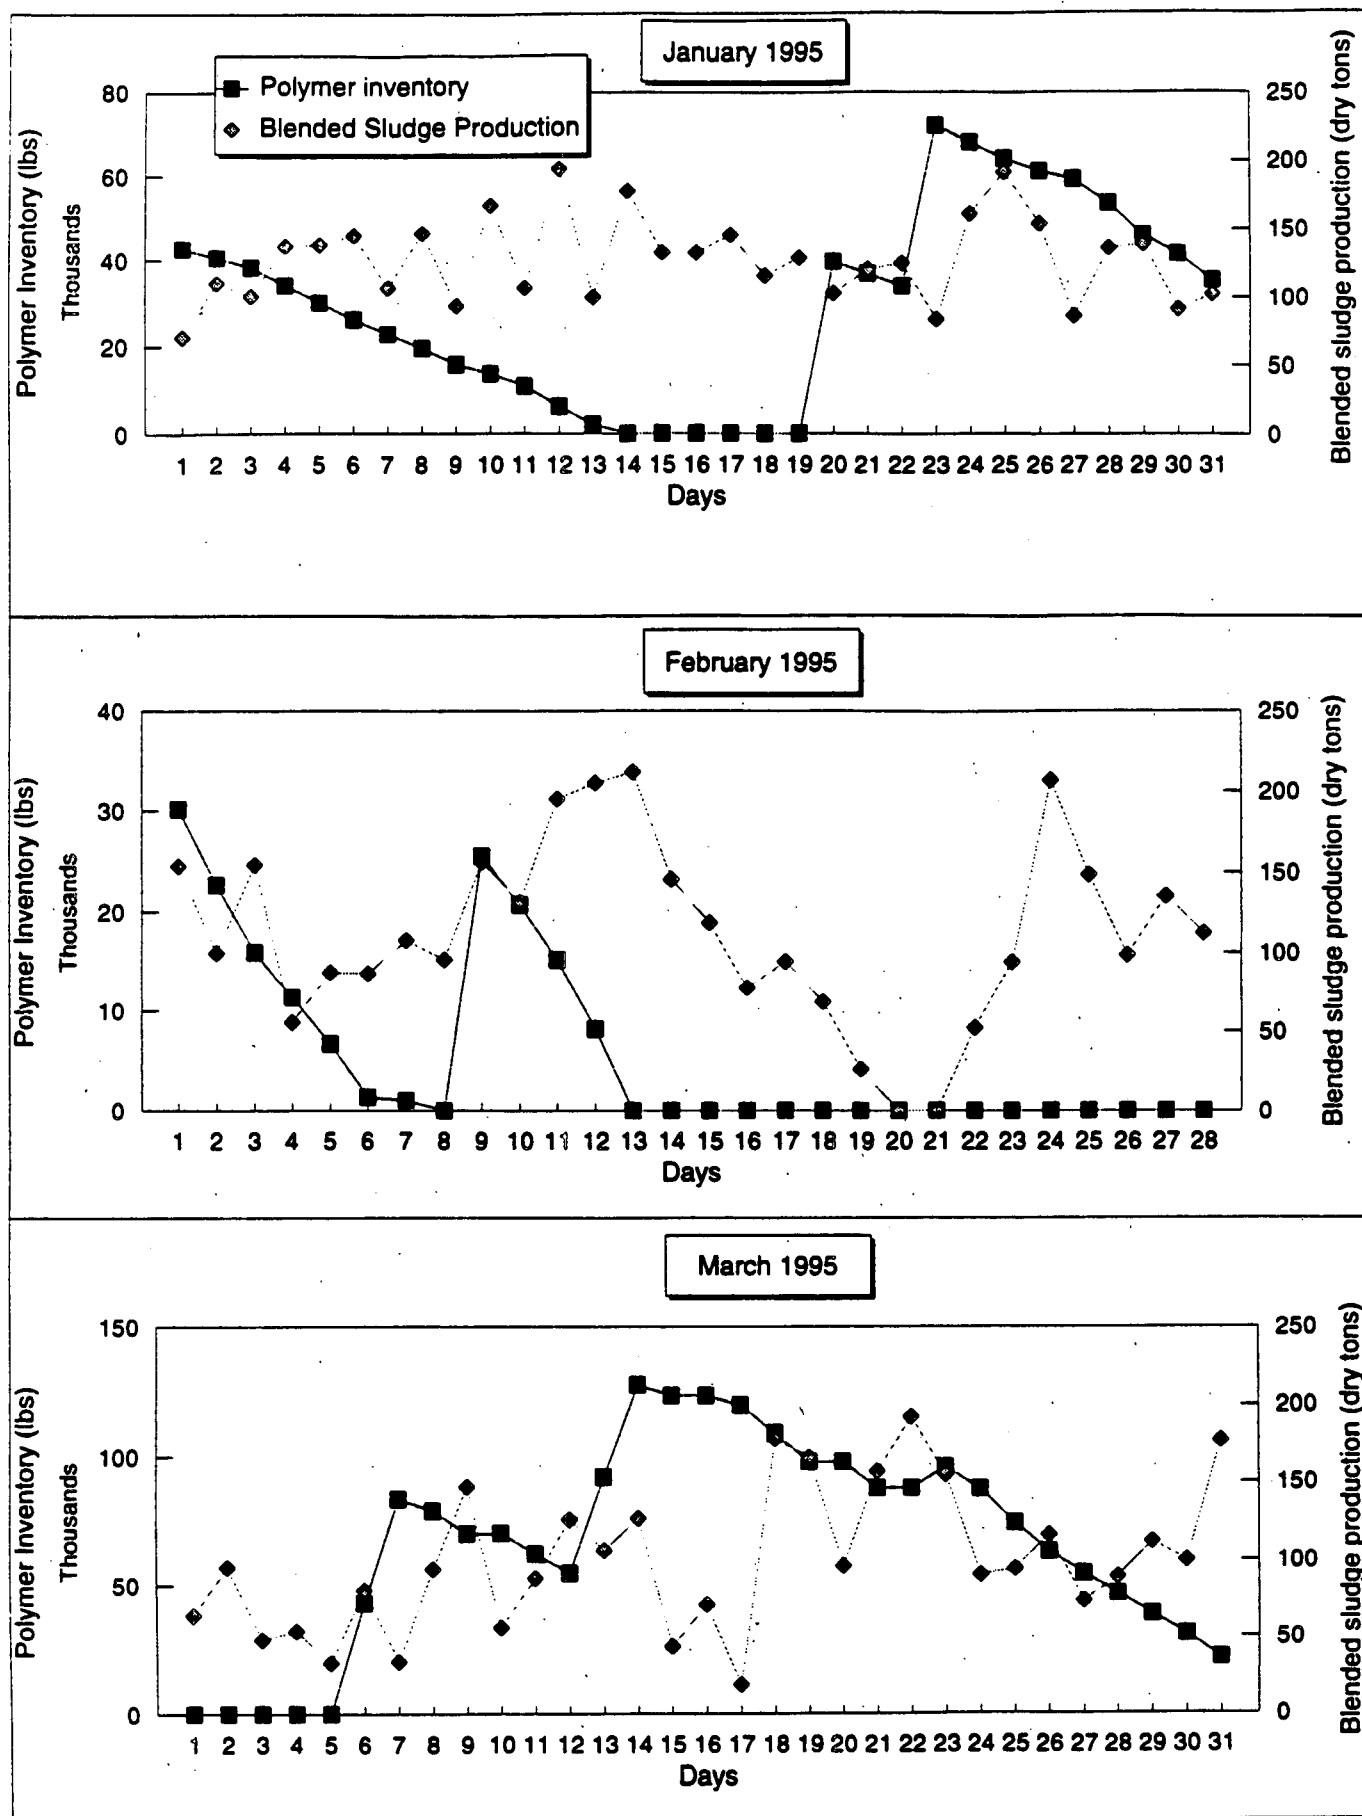 January 1995
Polymer inventory
Blended Sludge Production
Polymer Inventory (lbs)
Thousands
80
60
40
20
0
250
200
150
100
50
0
Blended sludge production (dry tons)
1 2 3 4 5 6 7 8 9 10 11 12 13 14 15 16 17 18 19 20 21 22 23 24 25 26 27 28 29 30 31
Days
February 1995
Polymer Inventory (lbs)
Thousands
40
30
20
10
0
250
200
150
100
50
0
Blended sludge production (dry tons)
1 2 3 4 5 6 7 8 9 10 11 12 13 14 15 16 17 18 19 20 21 22 23 24 25 26 27 28
Days
March 1995
Polymer Inventory (lbs)
Thousands
150
100
50
0
250
200
150
100
50
0
Blended sludge production (dry tons)
1 2 3 4 5 6 7 8 9 10 11 12 13 14 15 16 17 18 19 20 21 22 23 24 25 26 27 28 29 30 31
Days